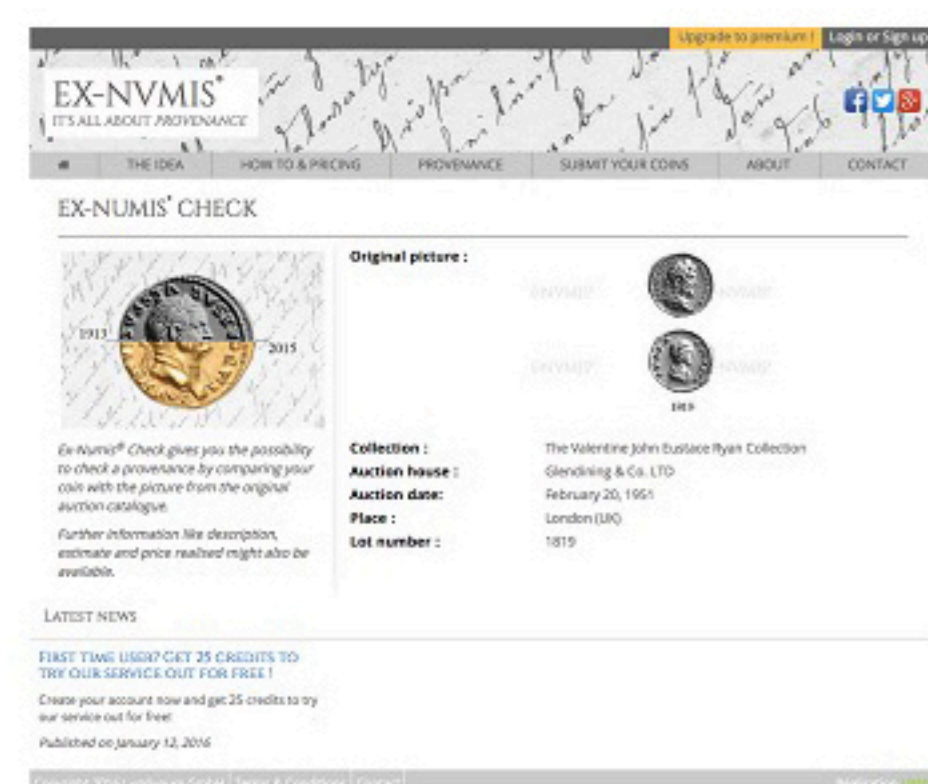 Upgrade to premium ! Login or Sign up
EX-NVMIS®
IT'S ALL ABOUT PROVENANCE
THE IDEA HOW TO & PRICING PROVENANCE SUBMIT YOUR COINS ABOUT CONTACT
EX-NUMIS® CHECK
1913
2015
Ex-Numis® Check gives you the possibility
to check a provenance by comparing your
coin with the picture from the original
auction catalogue.
Further information like description,
estimate and price realised might also be
available.
Original picture :
Collection : The Valentine John Eustace Ryan Collection
Auction house : Glendining & Co. LTD
Auction date: February 20, 1951
Place : London (UK)
Lot number : 1819
LATEST NEWS
FIRST TIME USER? GET 25 CREDITS TO
TRY OUR SERVICE OUT FOR FREE !
Create your account now and get 25 credits to try
our service out for free!
Published on January 12, 2016
Terms & Conditions Contact